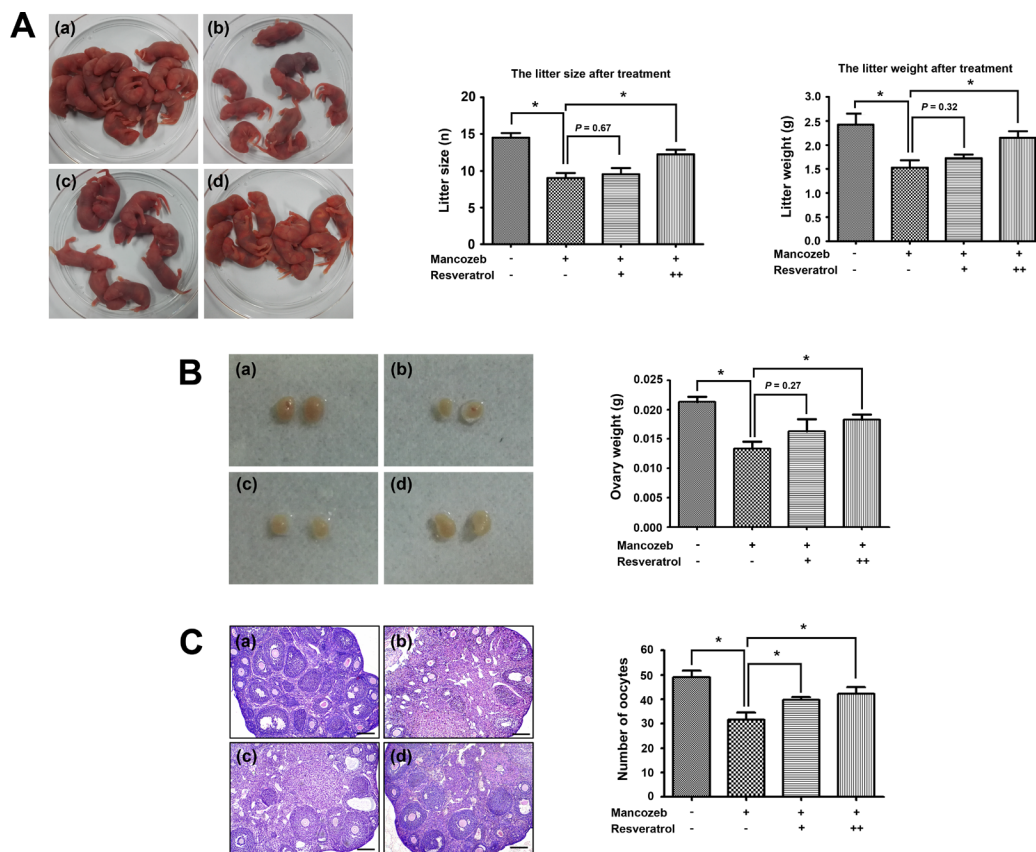 A
(a)
(b)
(c)
(d)
The litter size after treatment
*
*
P = 0.67
Litter size (n)
20
15
10
5
0
Mancozeb - + + +
Resveratrol - - + ++
The litter weight after treatment
*
*
P = 0.32
Litter weight (g)
3.0
2.5
2.0
1.5
1.0
0.5
0.0
Mancozeb - + + +
Resveratrol - - + ++
B
(a)
(b)
(c)
(d)
*
*
P = 0.27
Ovary weight (g)
0.025
0.020
0.015
0.010
0.005
0.000
Mancozeb - + + +
Resveratrol - - + ++
C
(a)
(b)
(c)
(d)
*
*
*
Number of oocytes
60
50
40
30
20
10
0
Mancozeb - + + +
Resveratrol - - + ++